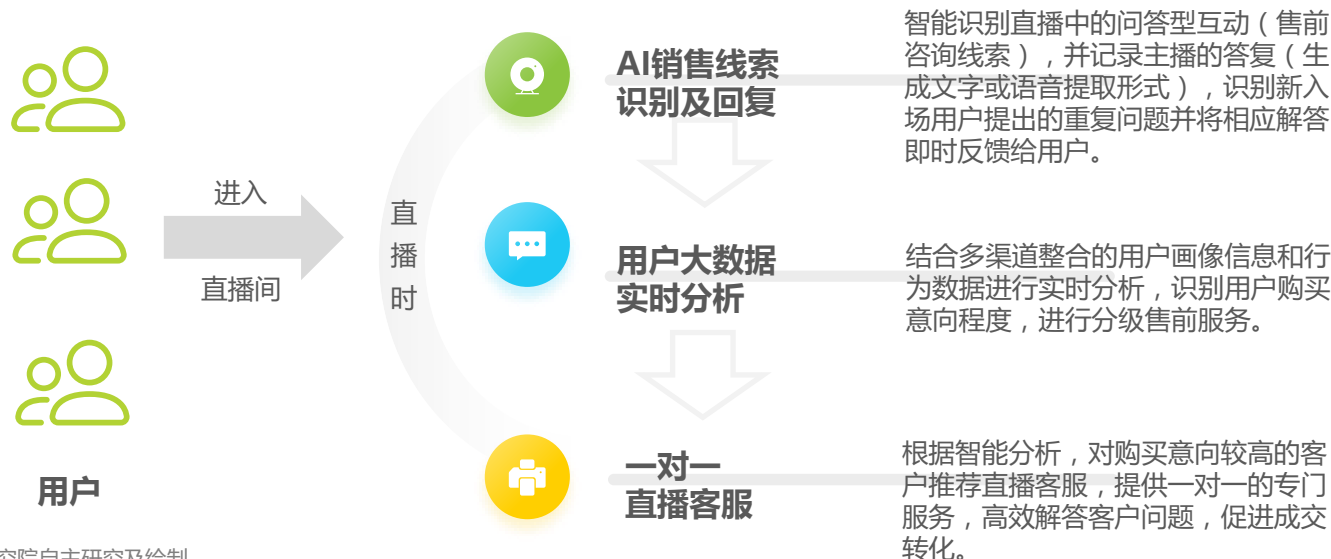 进入
直播间
用户
直
播
时
AI销售线索
识别及回复
智能识别直播中的问答型互动（售前
咨询线索），并记录主播的答复（生
成文字或语音提取形式），识别新入
场用户提出的重复问题并将相应解答
即时反馈给用户。
用户大数据
实时分析
结合多渠道整合的用户画像信息和行
为数据进行实时分析，识别用户购买
意向程度，进行分级售前服务。
一对一
直播客服
根据智能分析，对购买意向较高的客
户推荐直播客服，提供一对一的专门
服务，高效解答客户问题，促进成交
转化。
究院自主研究及绘制